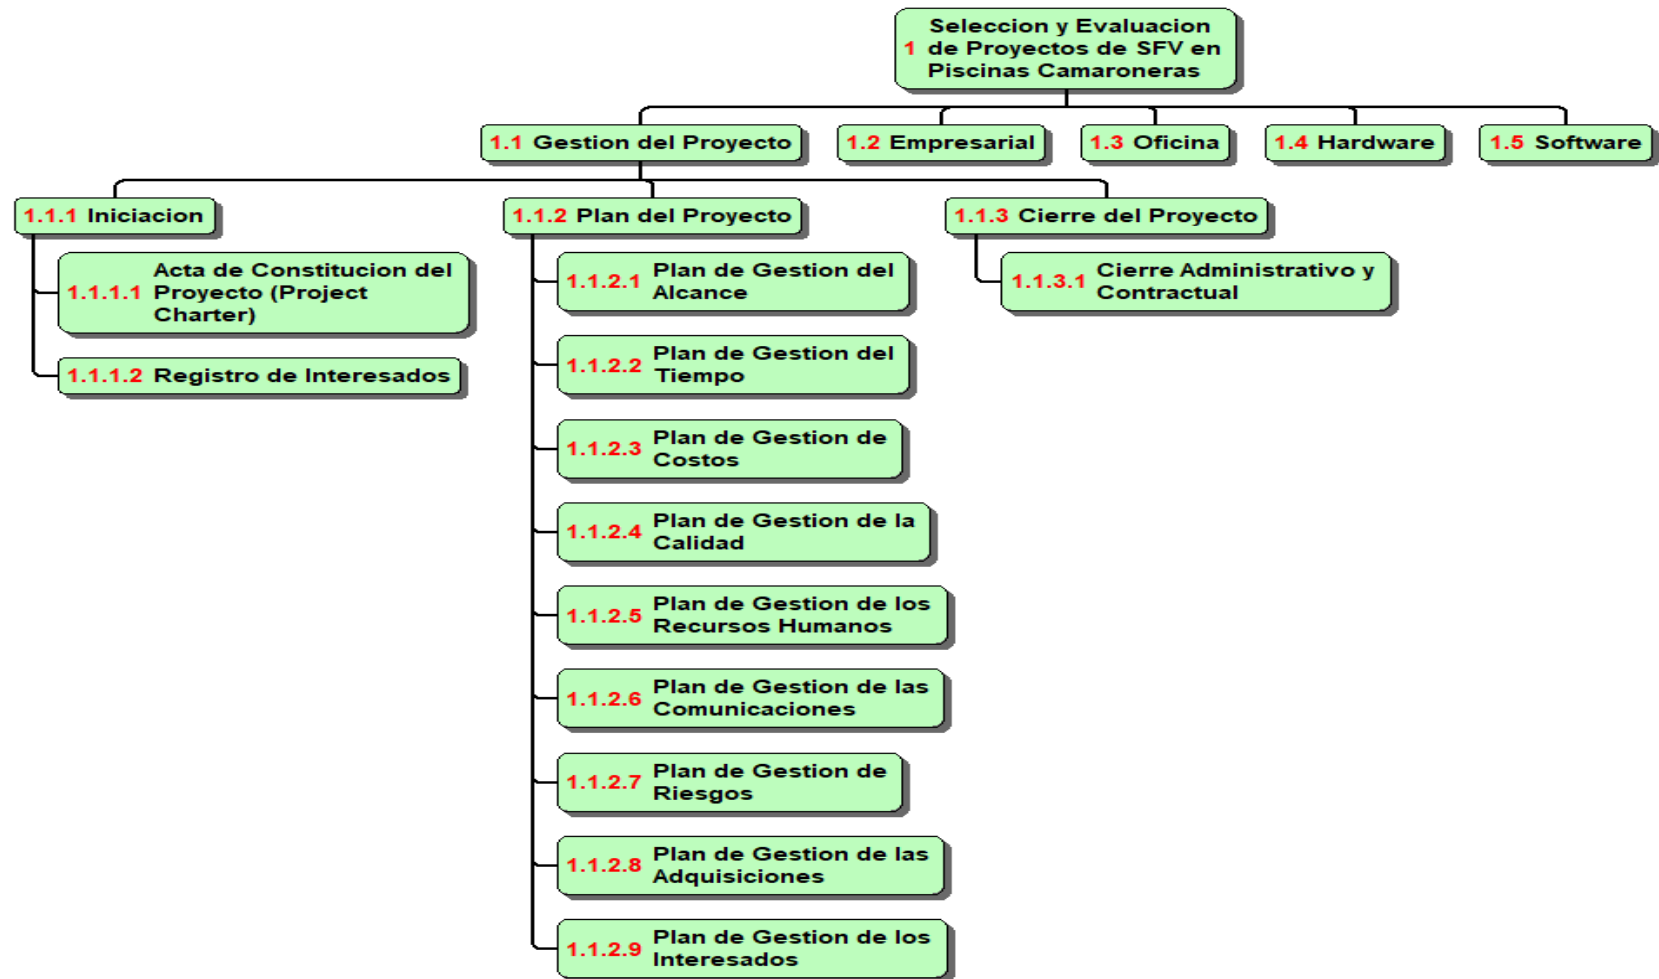 Seleccion y Evaluacion
1 de Proyectos de SFV en
Piscinas Camaroneras
1.1 Gestion del Proyecto
1.2 Empresarial
1.3 Oficina
1.4 Hardware
1.5 Software
1.1.1 Iniciacion
1.1.2 Plan del Proyecto
1.1.3 Cierre del Proyecto
Acta de Constitucion del
1.1.1.1 Proyecto (Project
Charter)
1.1.1.2 Registro de Interesados
1.1.2.1 Plan de Gestion del
Alcance
1.1.2.2 Plan de Gestion del
Tiempo
1.1.2.3 Plan de Gestion de
Costos
1.1.2.4 Plan de Gestion de la
Calidad
1.1.2.5 Plan de Gestion de los
Recursos Humanos
1.1.2.6 Plan de Gestion de las
Comunicaciones
1.1.2.7 Plan de Gestion de
Riesgos
1.1.2.8 Plan de Gestion de las
Adquisiciones
1.1.2.9 Plan de Gestion de los
Interesados
1.1.3.1 Cierre Administrativo y
Contractual